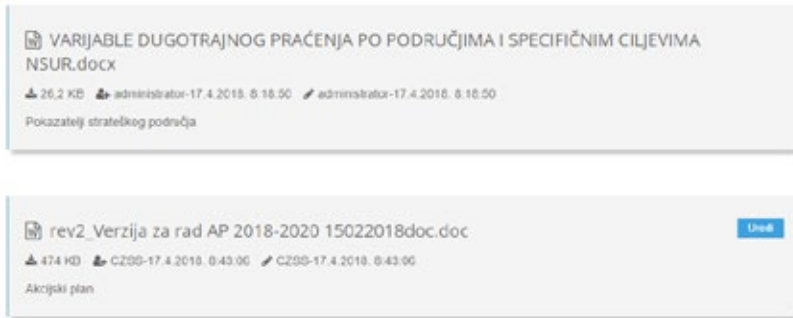 VARIJABLE DUGOTRAJNOG PRAĆENJA PO PODRUČJIMA I SPECIFIČNIM CILJEVIMA
NSUR.docx
26,2 KB administrator-17.4.2018. 8:18:50 administrator-17.4.2018. 8:18:50
Pokazatelji strateškog područja
rev2_Verzija za rad AP 2018-2020 15022018doc.doc
Uredi
474 KB CZSS-17.4.2018. 8:43:06 CZSS-17.4.2018. 8:43:06
Akcijski plan